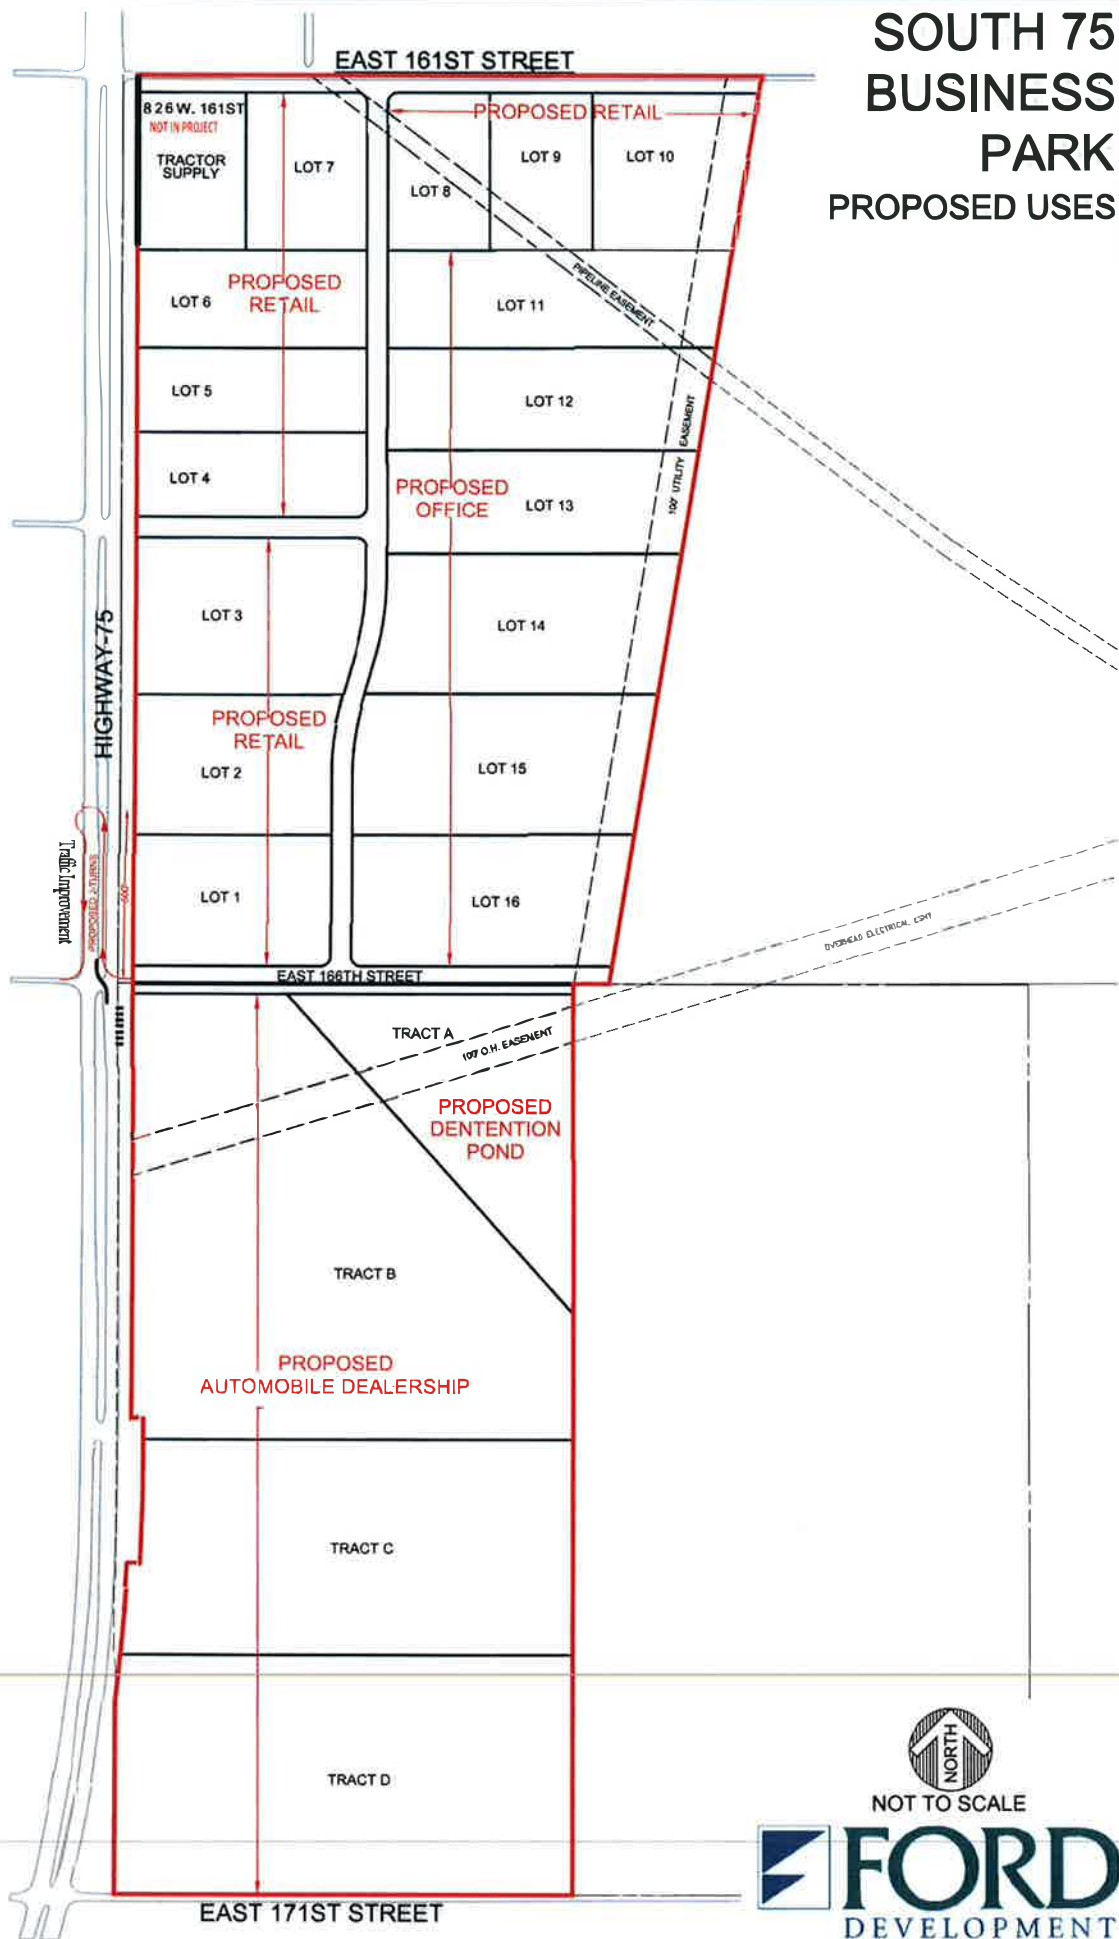 SOUTH 75
BUSINESS
PARK
PROPOSED USES
EAST 161ST STREET
826 W. 161ST
NOT IN PROJECT
TRACTOR
SUPPLY
LOT 7
PROPOSED RETAIL
LOT 8
LOT 9
LOT 10
PROPOSED
RETAIL
LOT 6
LOT 11
PIPELINE EASEMENT
LOT 5
LOT 12
LOT 4
PROPOSED
OFFICE
LOT 13
100' UTILITY EASEMENT
HIGHWAY-75
LOT 3
LOT 14
PROPOSED
RETAIL
LOT 2
LOT 15
Traffic Improvement
PROPOSED J-TURNS
600'
LOT 1
LOT 16
OVERHEAD ELECTRICAL ESMT
EAST 166TH STREET
TRACT A
100' O.H. EASEMENT
PROPOSED
DENTENTION
POND
TRACT B
PROPOSED
AUTOMOBILE DEALERSHIP
TRACT C
TRACT D
NORTH
NOT TO SCALE
FORD
DEVELOPMENT
EAST 171ST STREET